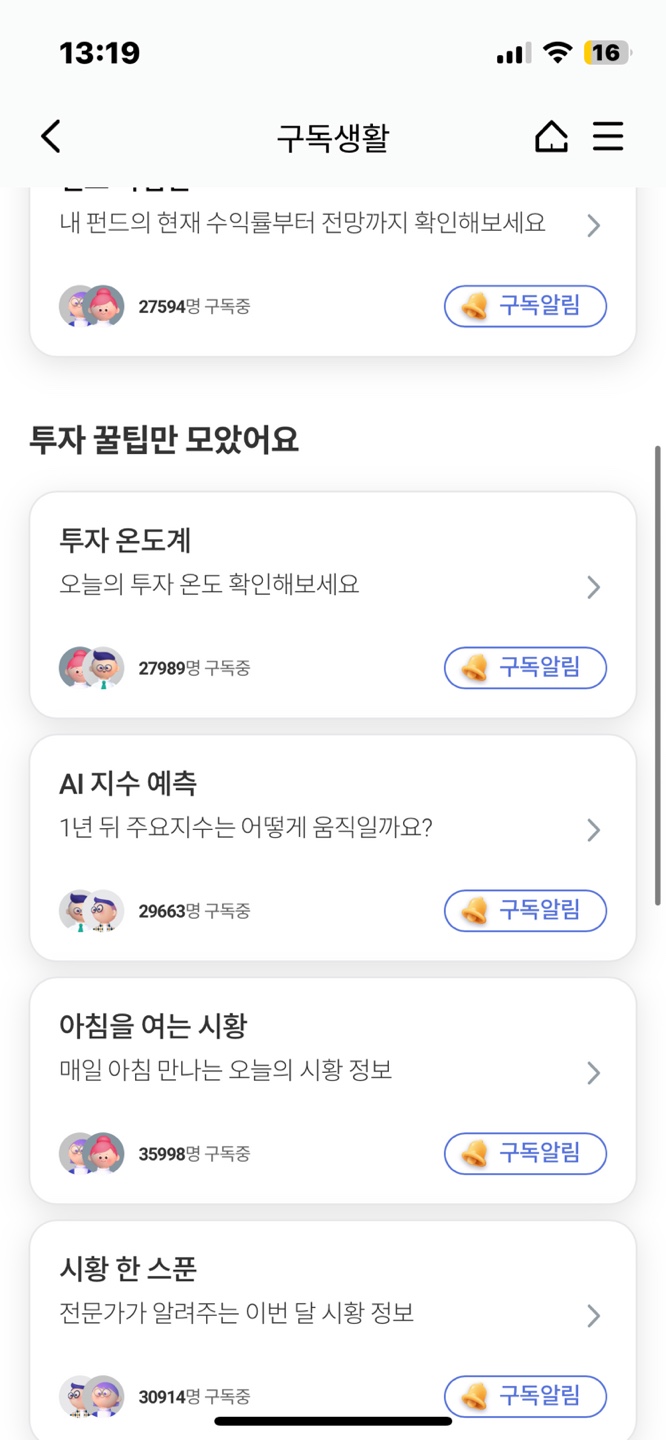 13:19
16
구독생활
내 펀드의 현재 수익률부터 전망까지 확인해보세요
27594명 구독중
구독알림
투자 꿀팁만 모았어요
투자 온도계
오늘의 투자 온도 확인해보세요
27989명 구독중
구독알림
AI 지수 예측
1년 뒤 주요지수는 어떻게 움직일까요?
29663명 구독중
구독알림
아침을 여는 시황
매일 아침 만나는 오늘의 시황 정보
35998명 구독중
구독알림
시황 한 스푼
전문가가 알려주는 이번 달 시황 정보
30914명 구독중
구독알림